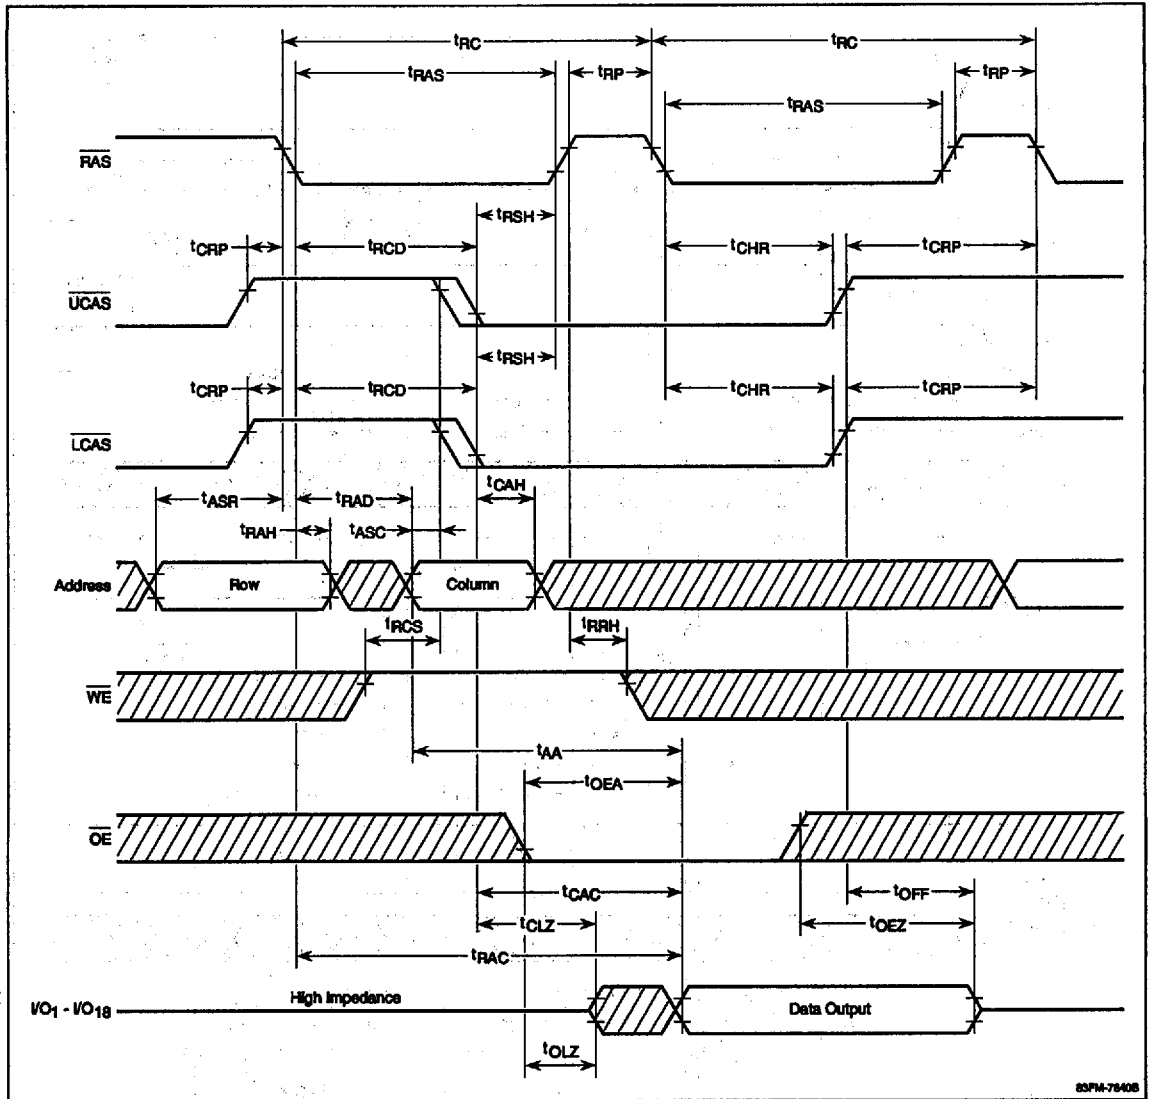 tRC tRC
tRAS tRP tRP
tRAS
RAS
tRSH
tCRP tRCD tCHR tCRP
UCAS
tRSH
tCRP tRCD tCHR tCRP
LCAS
tCAH
tASR tRAD
tRAH tASC
Address Row Column
tRCS tRRH
WE
tAA
tOEA
OE
tCAC tOFF
tCLZ tOEZ
tRAC
High Impedance
I/O1 - I/O18 Data Output
tOLZ
83FM-7640B